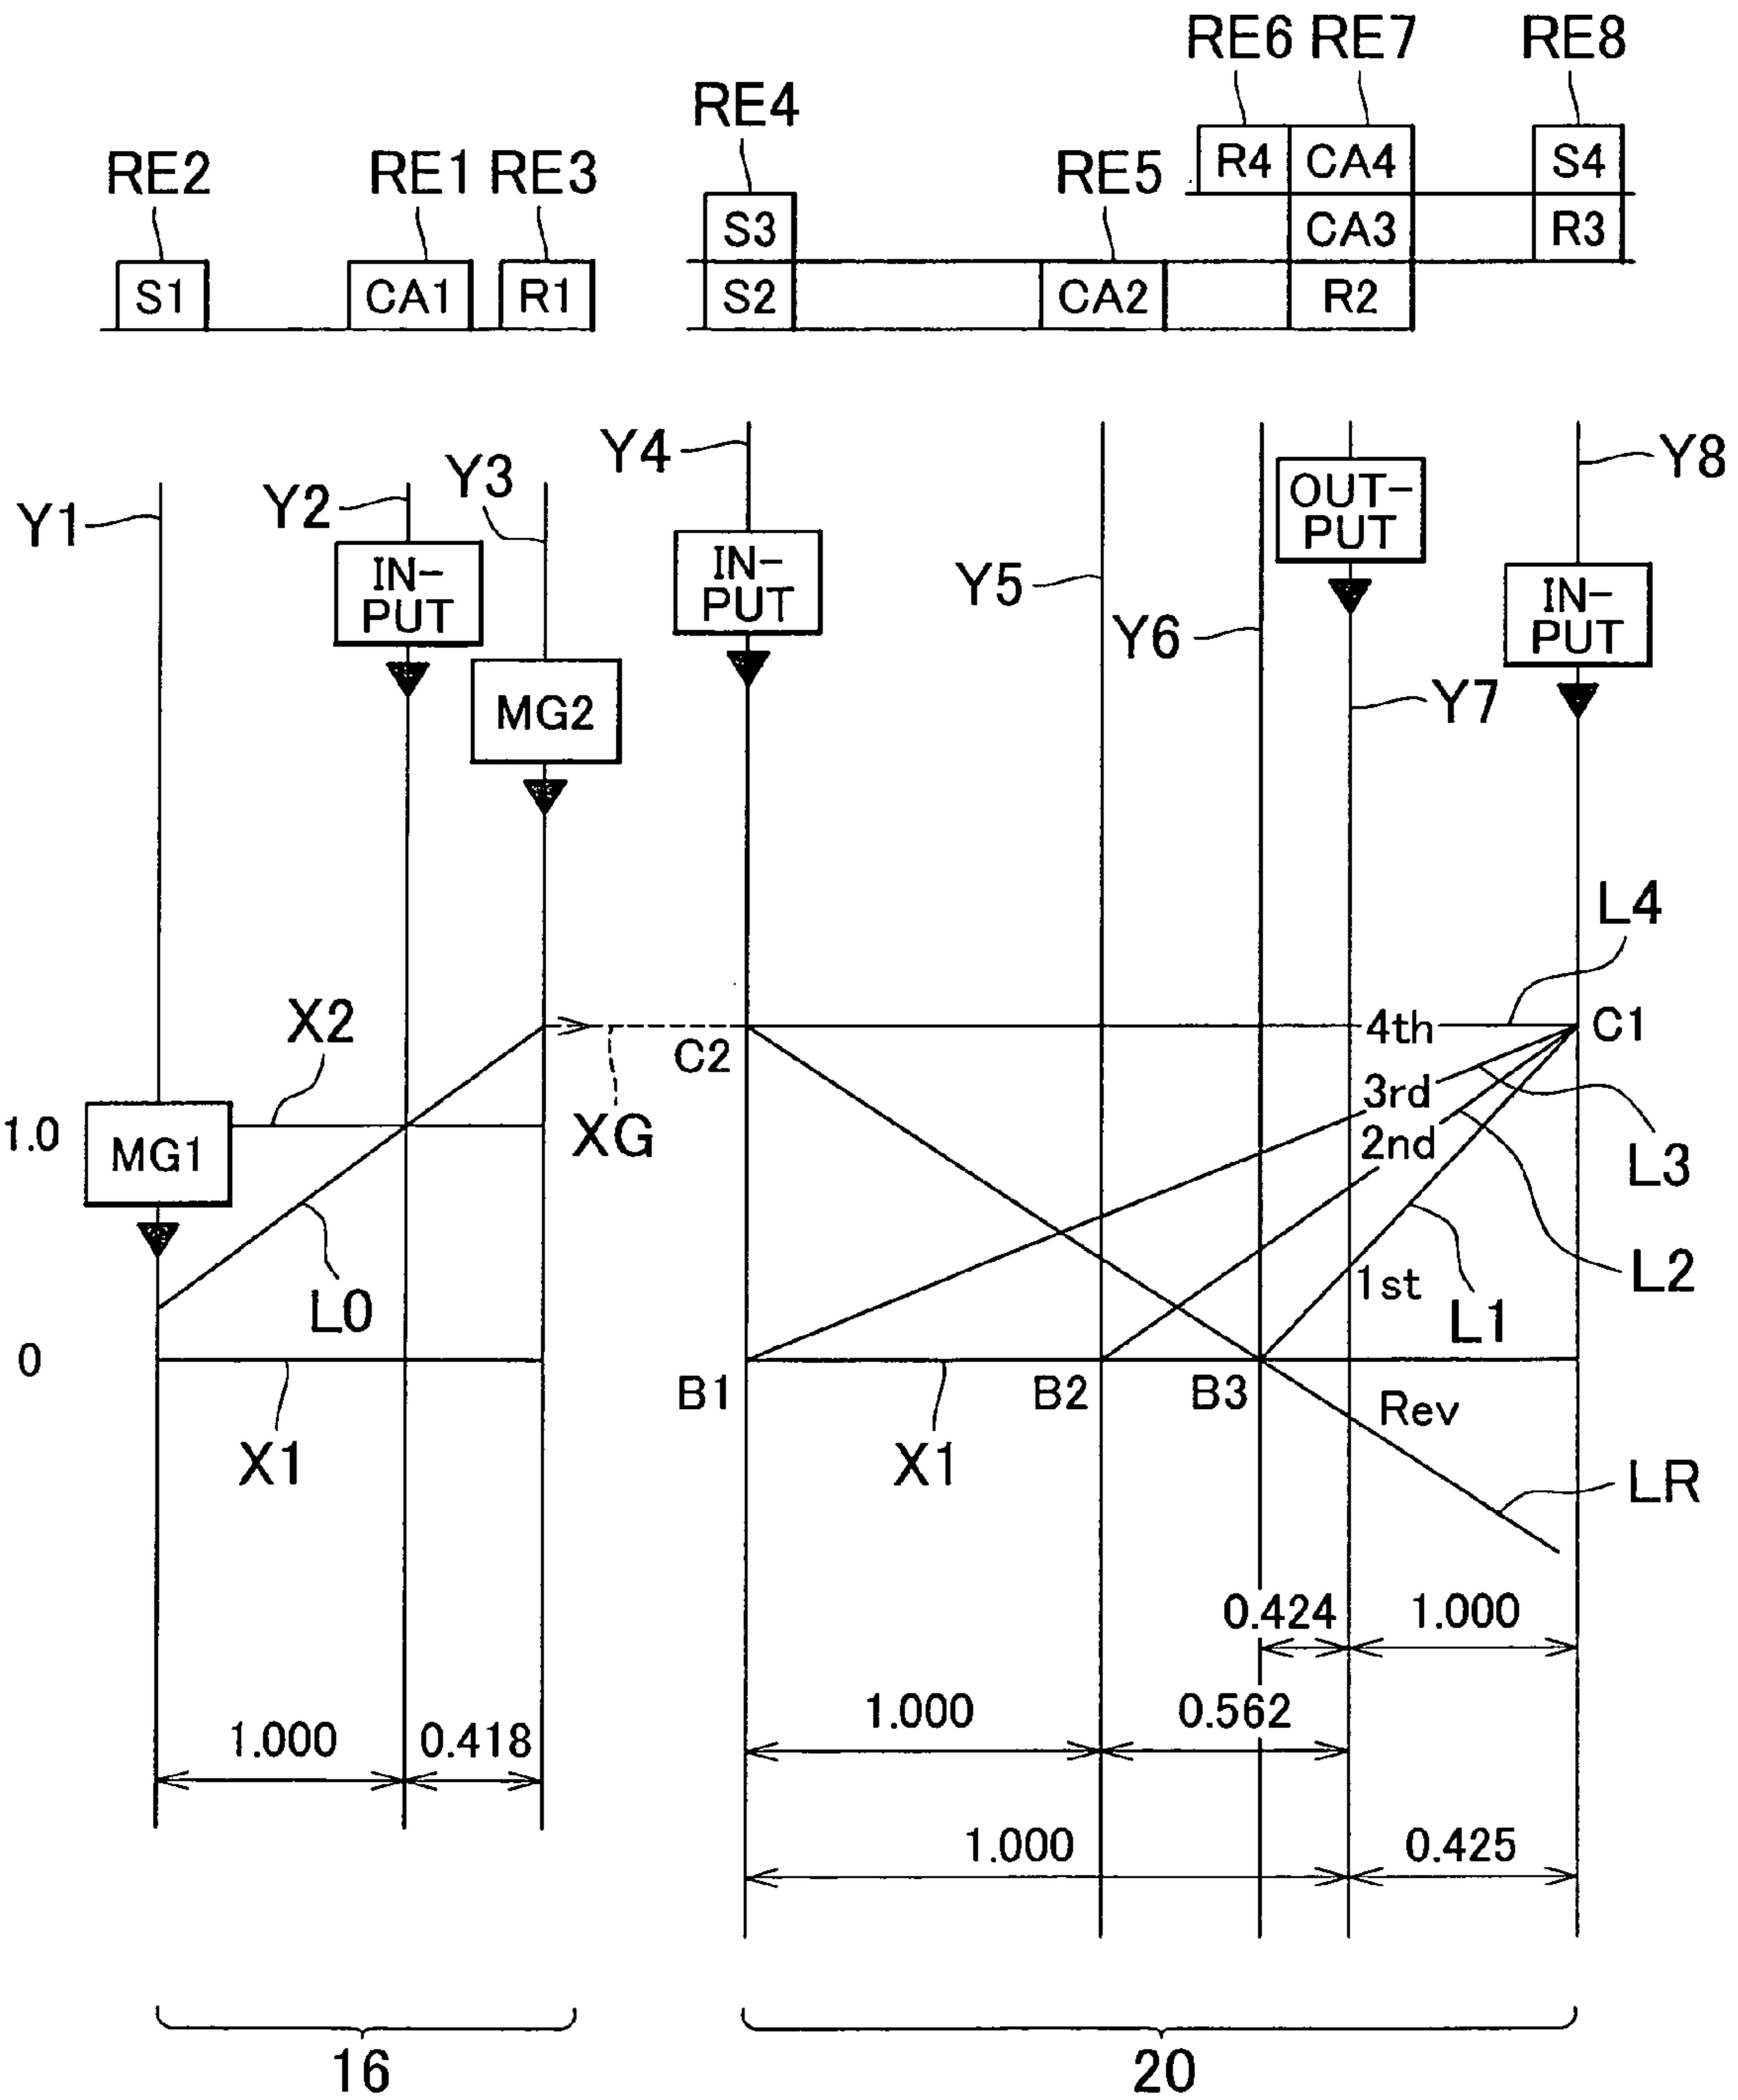 RE6 RE7 RE8
RE4
RE2 RE1 RE3 RE5
R4 CA4 S4
S3 CA3 R3
S1 CA1 R1 S2 CA2 R2
Y1 Y2 Y3 Y4 Y5 Y6 Y7 Y8
OUT-
PUT
IN-
PUT
IN-
PUT
IN-
PUT
MG2
L4
X2
C2 4th C1
3rd
1.0 MG1 XG 2nd
L3
L0 1st L1 L2
0
B1 B2 B3 Rev
X1 X1
LR
0.424 1.000
1.000 0.562
1.000 0.418
1.000 0.425
16 20